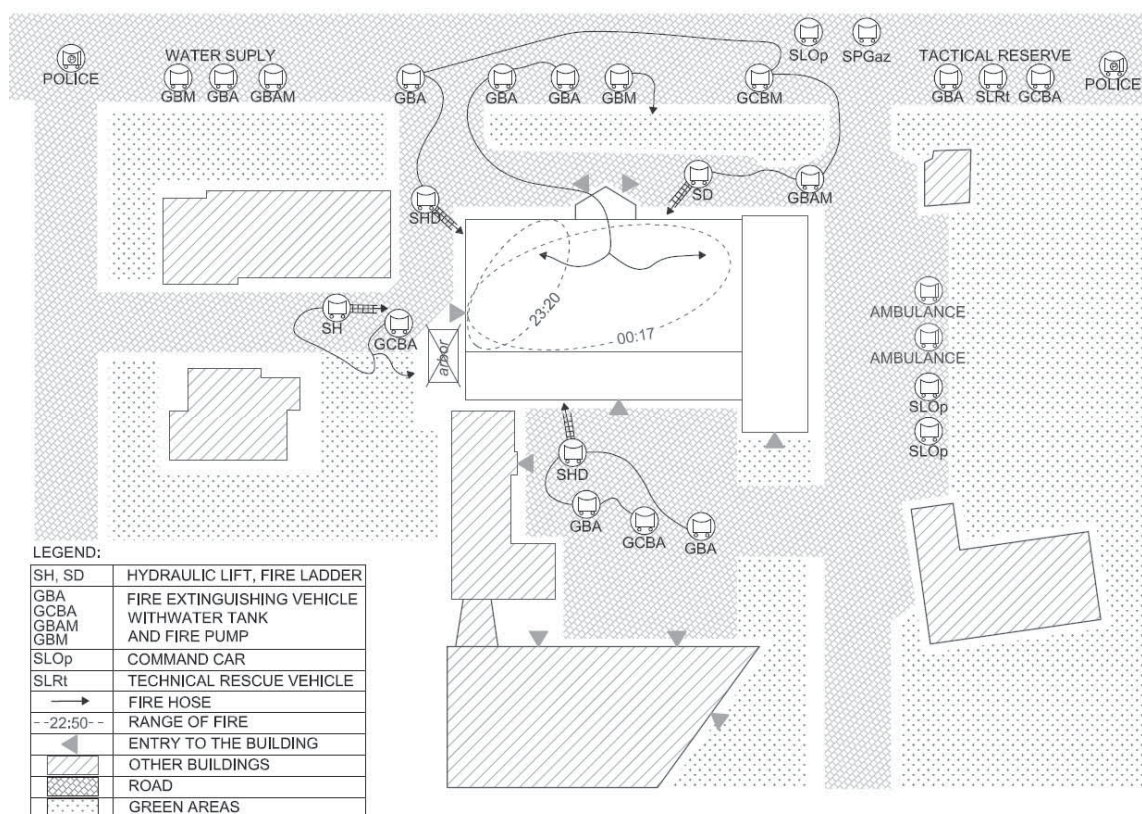 SLOp
SPGaz
POLICE
WATER SUPLY
GBM
GBA
GBAM
GBA
GBA
GBA
GBM
GCBM
TACTICAL RESERVE
GBA
SLRt
GCBA
POLICE
SHD
SD
GBAM
23:20
00:17
SH
GCBA
arbor
AMBULANCE
AMBULANCE
SLOp
SLOp
SHD
GBA
GCBA
GBA
LEGEND:
SH, SD HYDRAULIC LIFT, FIRE LADDER
GBA FIRE EXTINGUISHING VEHICLE
GCBA WITHWATER TANK
GBAM AND FIRE PUMP
GBM
SLOp COMMAND CAR
SLRt TECHNICAL RESCUE VEHICLE
FIRE HOSE
--22:50-- RANGE OF FIRE
ENTRY TO THE BUILDING
OTHER BUILDINGS
ROAD
GREEN AREAS